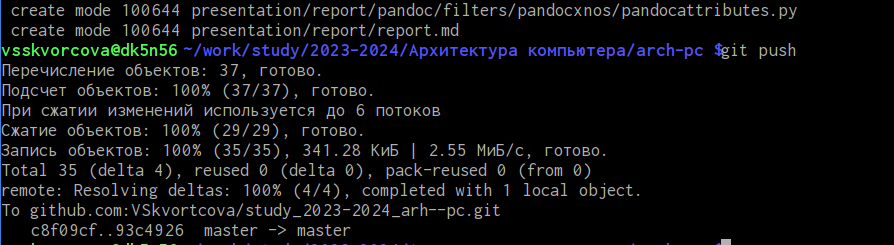 create mode 100644 presentation/report/pandoc/filters/pandocxnos/pandocattributes.py
create mode 100644 presentation/report/report.md
vsskvorcova@dk5n56 ~/work/study/2023-2024/Архитектура компьютера/arch-pc $git push
Перечисление объектов: 37, готово.
Подсчет объектов: 100% (37/37), готово.
При сжатии изменений используется до 6 потоков
Сжатие объектов: 100% (29/29), готово.
Запись объектов: 100% (35/35), 341.28 КиБ | 2.55 МиБ/с, готово.
Total 35 (delta 4), reused 0 (delta 0), pack-reused 0 (from 0)
remote: Resolving deltas: 100% (4/4), completed with 1 local object.
To github.com:VSkvortcova/study_2023-2024_arh--pc.git
c8f09cf..93c4926  master -> master